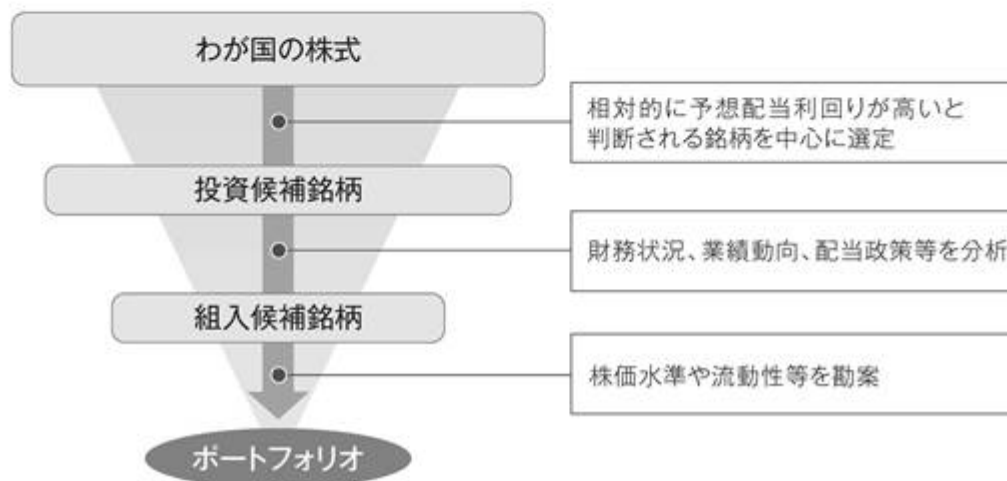 わが国の株式
相対的に予想配当利回りが高いと
判断される銘柄を中心に選定
投資候補銘柄
財務状況、業績動向、配当政策等を分析
組入候補銘柄
株価水準や流動性等を勘案
ポートフォリオ